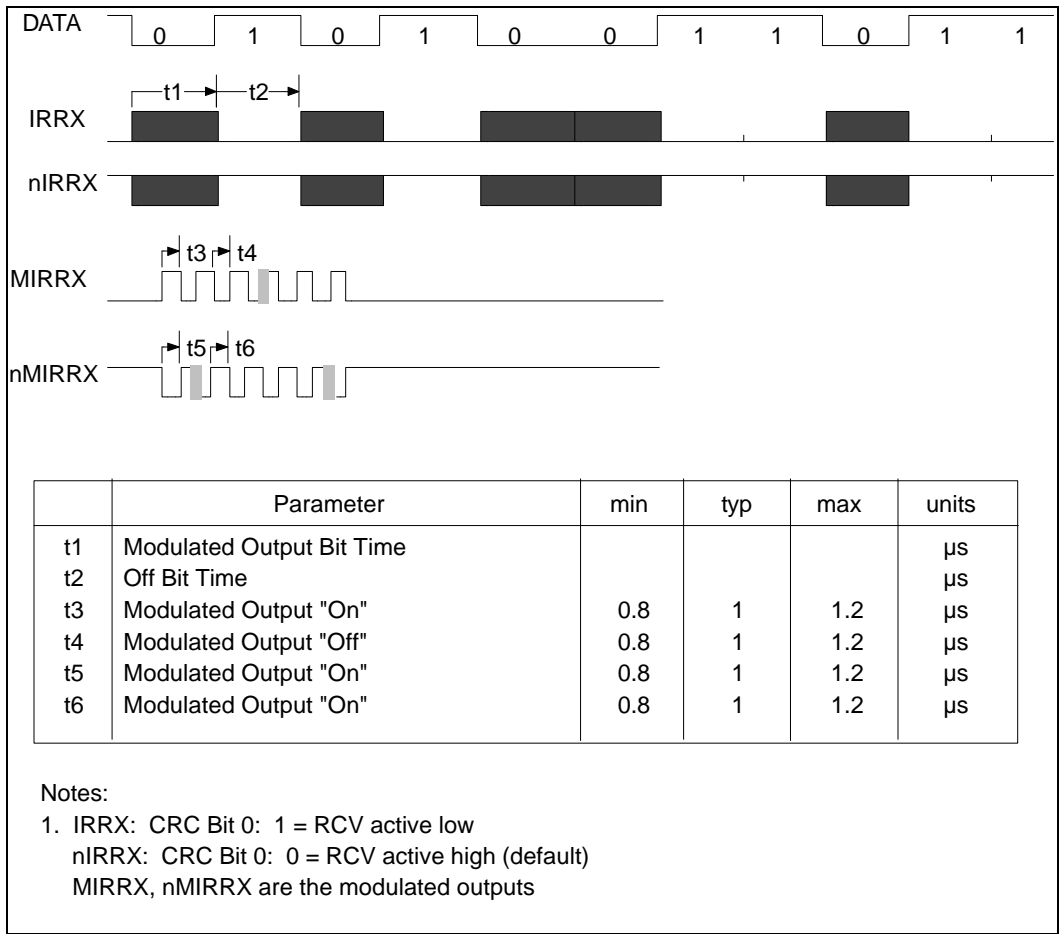 DATA 0 1 0 1 0 0 1 1 0 1 1
t1 t2
IRRX
nIRRX
t3 t4
MIRRX
t5 t6
nMIRRX
Parameter min typ max units
t1 Modulated Output Bit Time µs
t2 Off Bit Time µs
t3 Modulated Output "On" 0.8 1 1.2 µs
t4 Modulated Output "Off" 0.8 1 1.2 µs
t5 Modulated Output "On" 0.8 1 1.2 µs
t6 Modulated Output "On" 0.8 1 1.2 µs
Notes:
1. IRRX: CRC Bit 0: 1 = RCV active low
nIRRX: CRC Bit 0: 0 = RCV active high (default)
MIRRX, nMIRRX are the modulated outputs